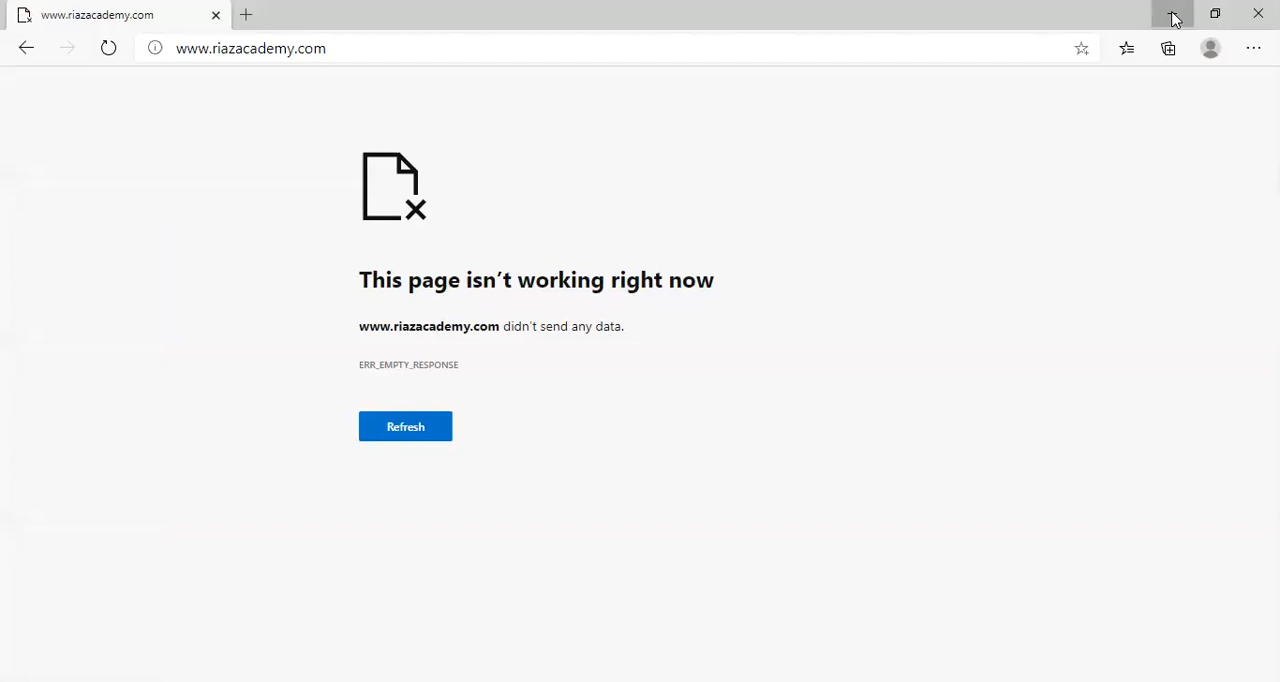 www.riazacademy.com
www.riazacademy.com
This page isn't working right now
www.riazacademy.com didn't send any data.
ERR_EMPTY_RESPONSE
Refresh